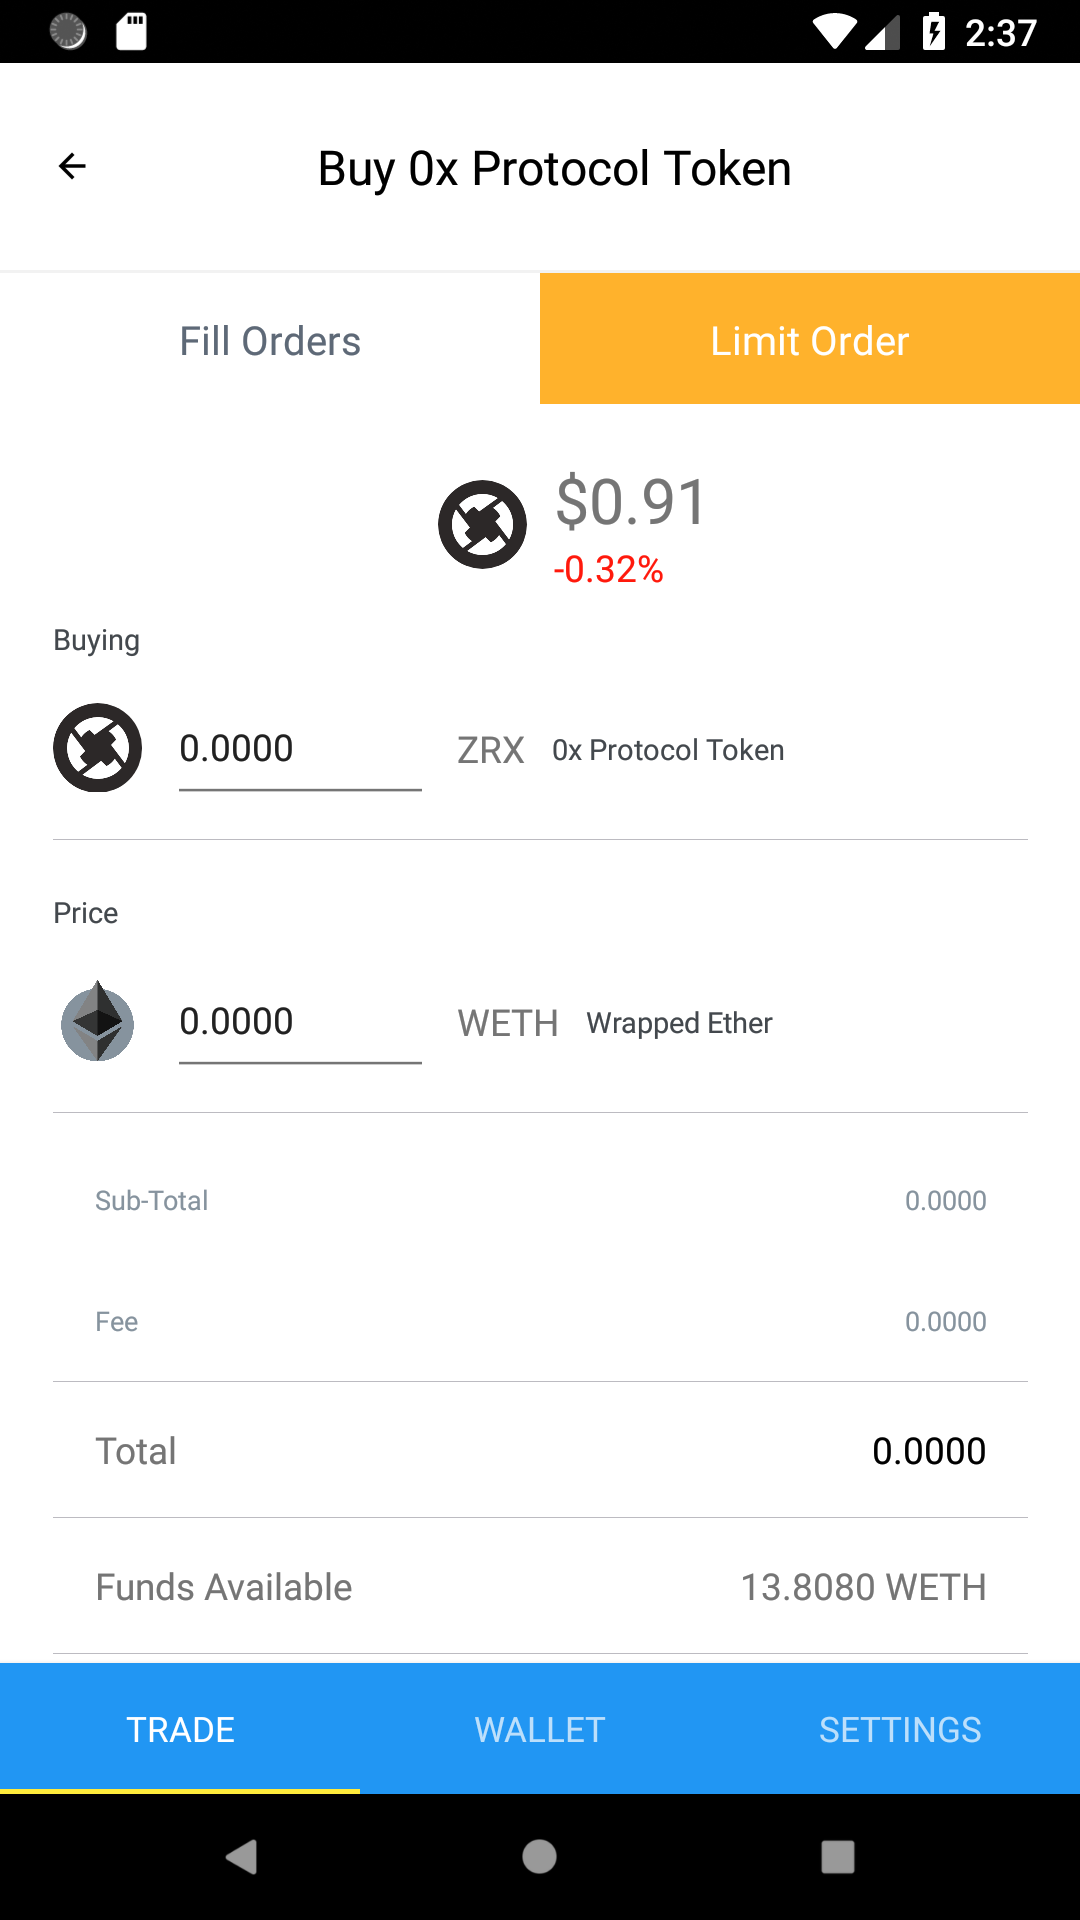 2:37
Buy 0x Protocol Token
Fill Orders
Limit Order
$0.91
-0.32%
Buying
0.0000 ZRX 0x Protocol Token
Price
0.0000 WETH Wrapped Ether
Sub-Total 0.0000
Fee 0.0000
Total 0.0000
Funds Available 13.8080 WETH
TRADE WALLET SETTINGS